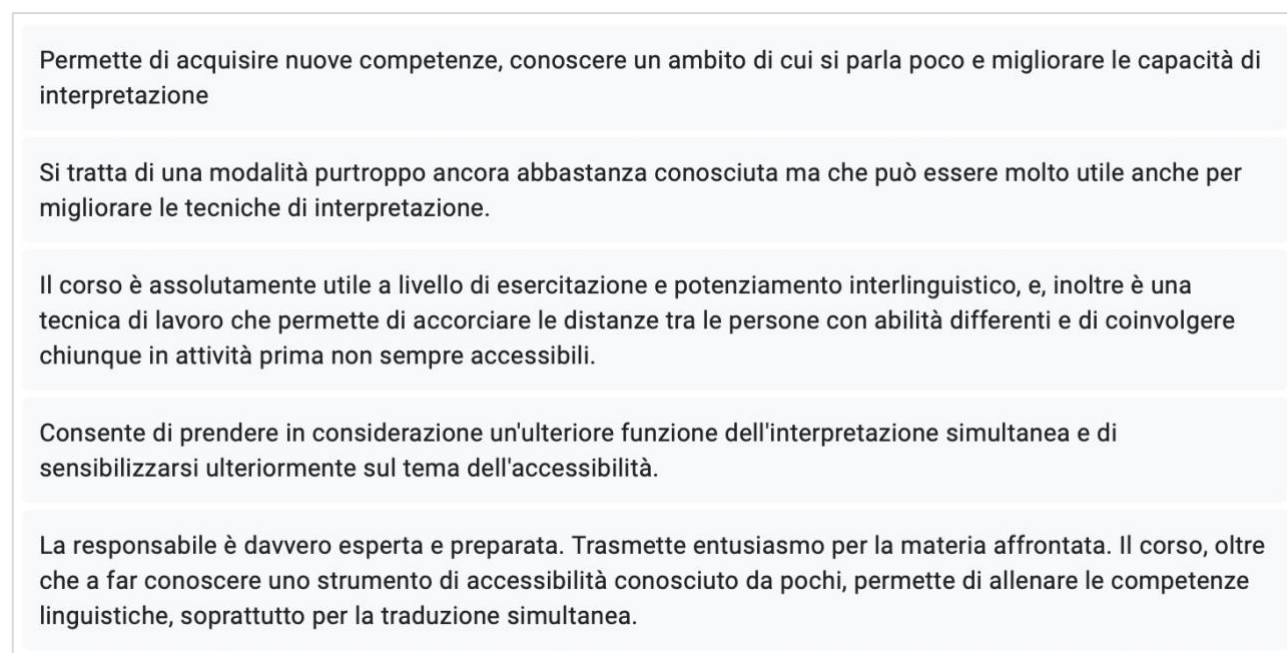 Permette di acquisire nuove competenze, conoscere un ambito di cui si parla poco e migliorare le capacità di
interpretazione
Si tratta di una modalità purtroppo ancora abbastanza conosciuta ma che può essere molto utile anche per
migliorare le tecniche di interpretazione.
Il corso è assolutamente utile a livello di esercitazione e potenziamento interlinguistico, e, inoltre è una
tecnica di lavoro che permette di accorciare le distanze tra le persone con abilità differenti e di coinvolgere
chiunque in attività prima non sempre accessibili.
Consente di prendere in considerazione un'ulteriore funzione dell'interpretazione simultanea e di
sensibilizzarsi ulteriormente sul tema dell'accessibilità.
La responsabile è davvero esperta e preparata. Trasmette entusiasmo per la materia affrontata. Il corso, oltre
che a far conoscere uno strumento di accessibilità conosciuto da pochi, permette di allenare le competenze
linguistiche, soprattutto per la traduzione simultanea.